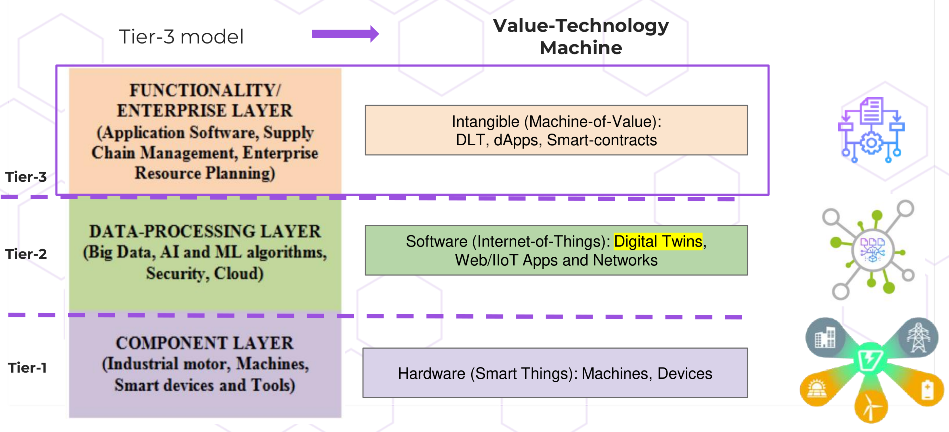 Tier-3 model
Value-Technology
Machine
FUNCTIONALITY/
ENTERPRISE LAYER
(Application Software, Supply
Chain Management, Enterprise
Resource Planning)
Intangible (Machine-of-Value):
DLT, dApps, Smart-contracts
Tier-3
DATA-PROCESSING LAYER
(Big Data, AI and ML algorithms,
Security, Cloud)
Software (Internet-of-Things): Digital Twins,
Web/IIoT Apps and Networks
Tier-2
COMPONENT LAYER
(Industrial motor, Machines,
Smart devices and Tools)
Hardware (Smart Things): Machines, Devices
Tier-1